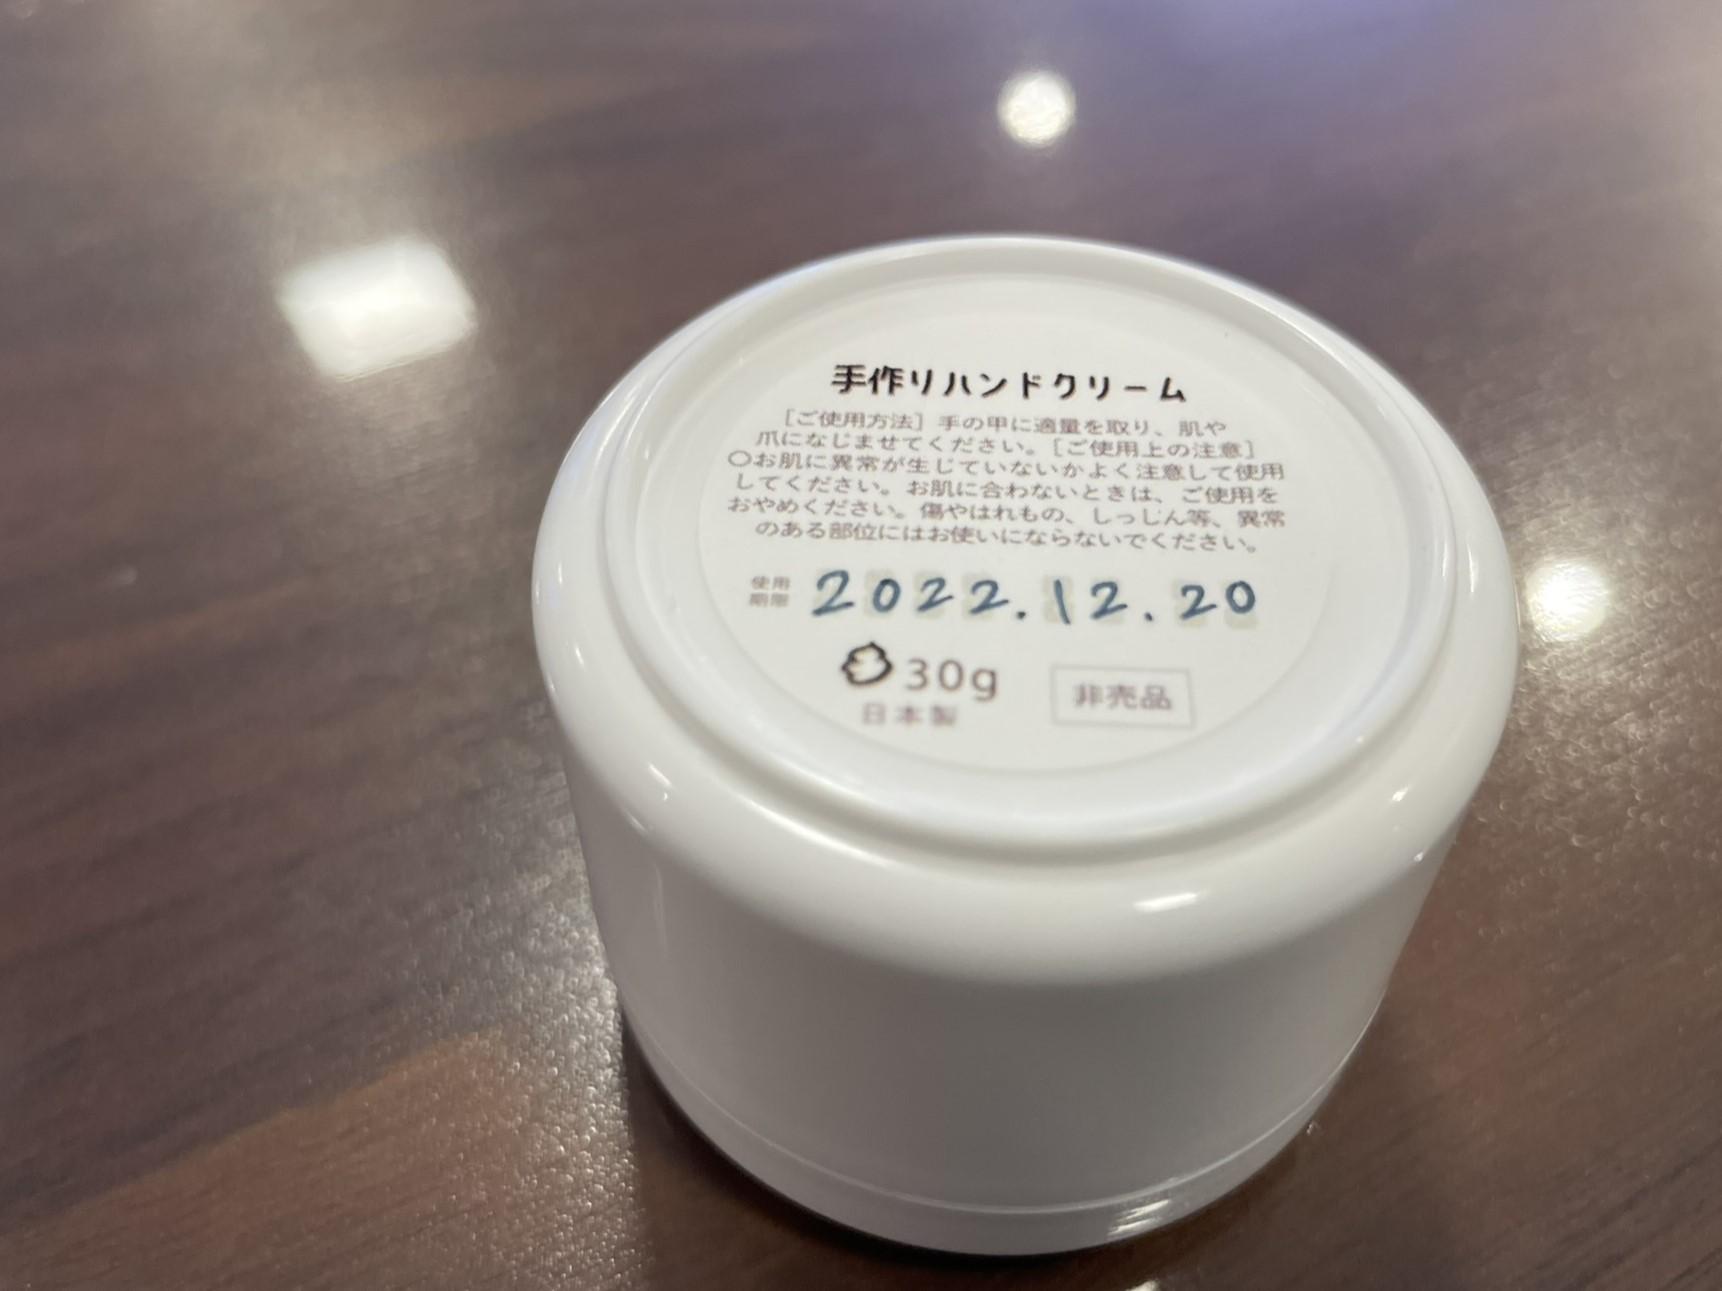 手作りハンドクリーム
［ご使用方法］手の甲に適量を取り、肌や
爪になじませてください。［ご使用上の注意］
〇お肌に異常が生じていないかよく注意して使用
してください。お肌に合わないときは、ご使用を
おやめください。傷やはれもの、しっしん等、異常
のある部位にはお使いにならないでください。
使用
期限
2022.12.20
30g
日本製
非売品